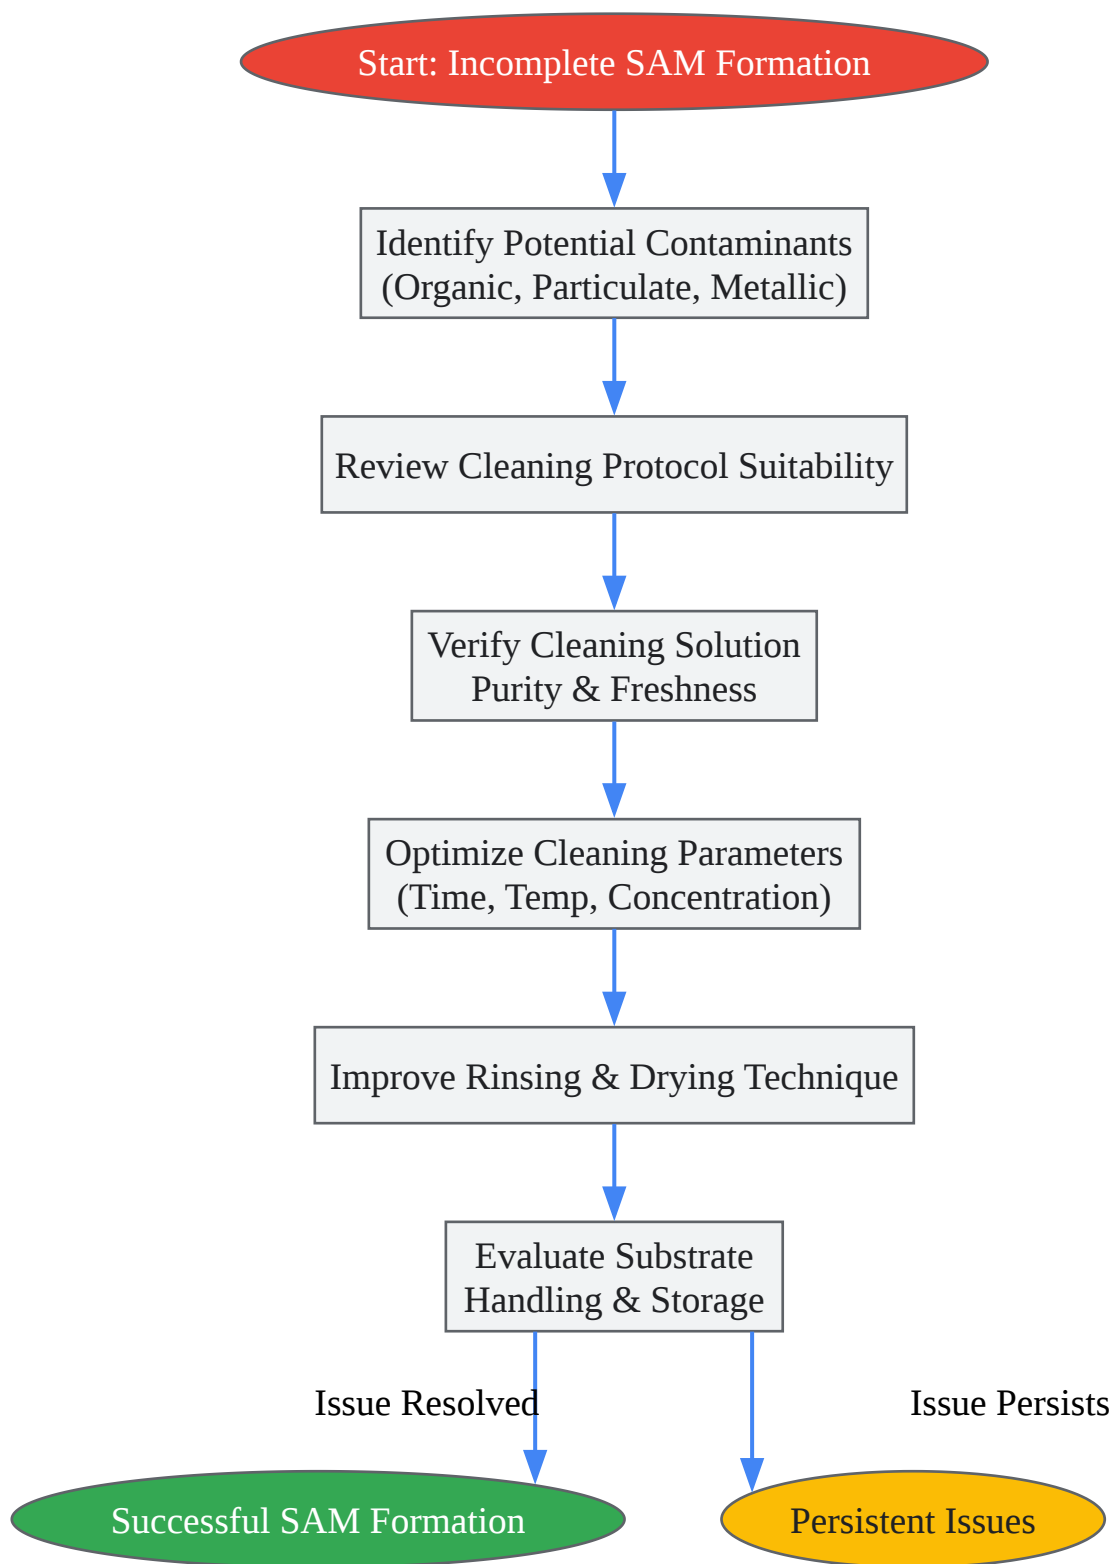 Start: Incomplete SAM Formation
Identify Potential Contaminants
(Organic, Particulate, Metallic)
Review Cleaning Protocol Suitability
Verify Cleaning Solution
Purity & Freshness
Optimize Cleaning Parameters
(Time, Temp, Concentration)
Improve Rinsing & Drying Technique
Evaluate Substrate
Handling & Storage
Issue Resolved
Issue Persists
Successful SAM Formation
Persistent Issues